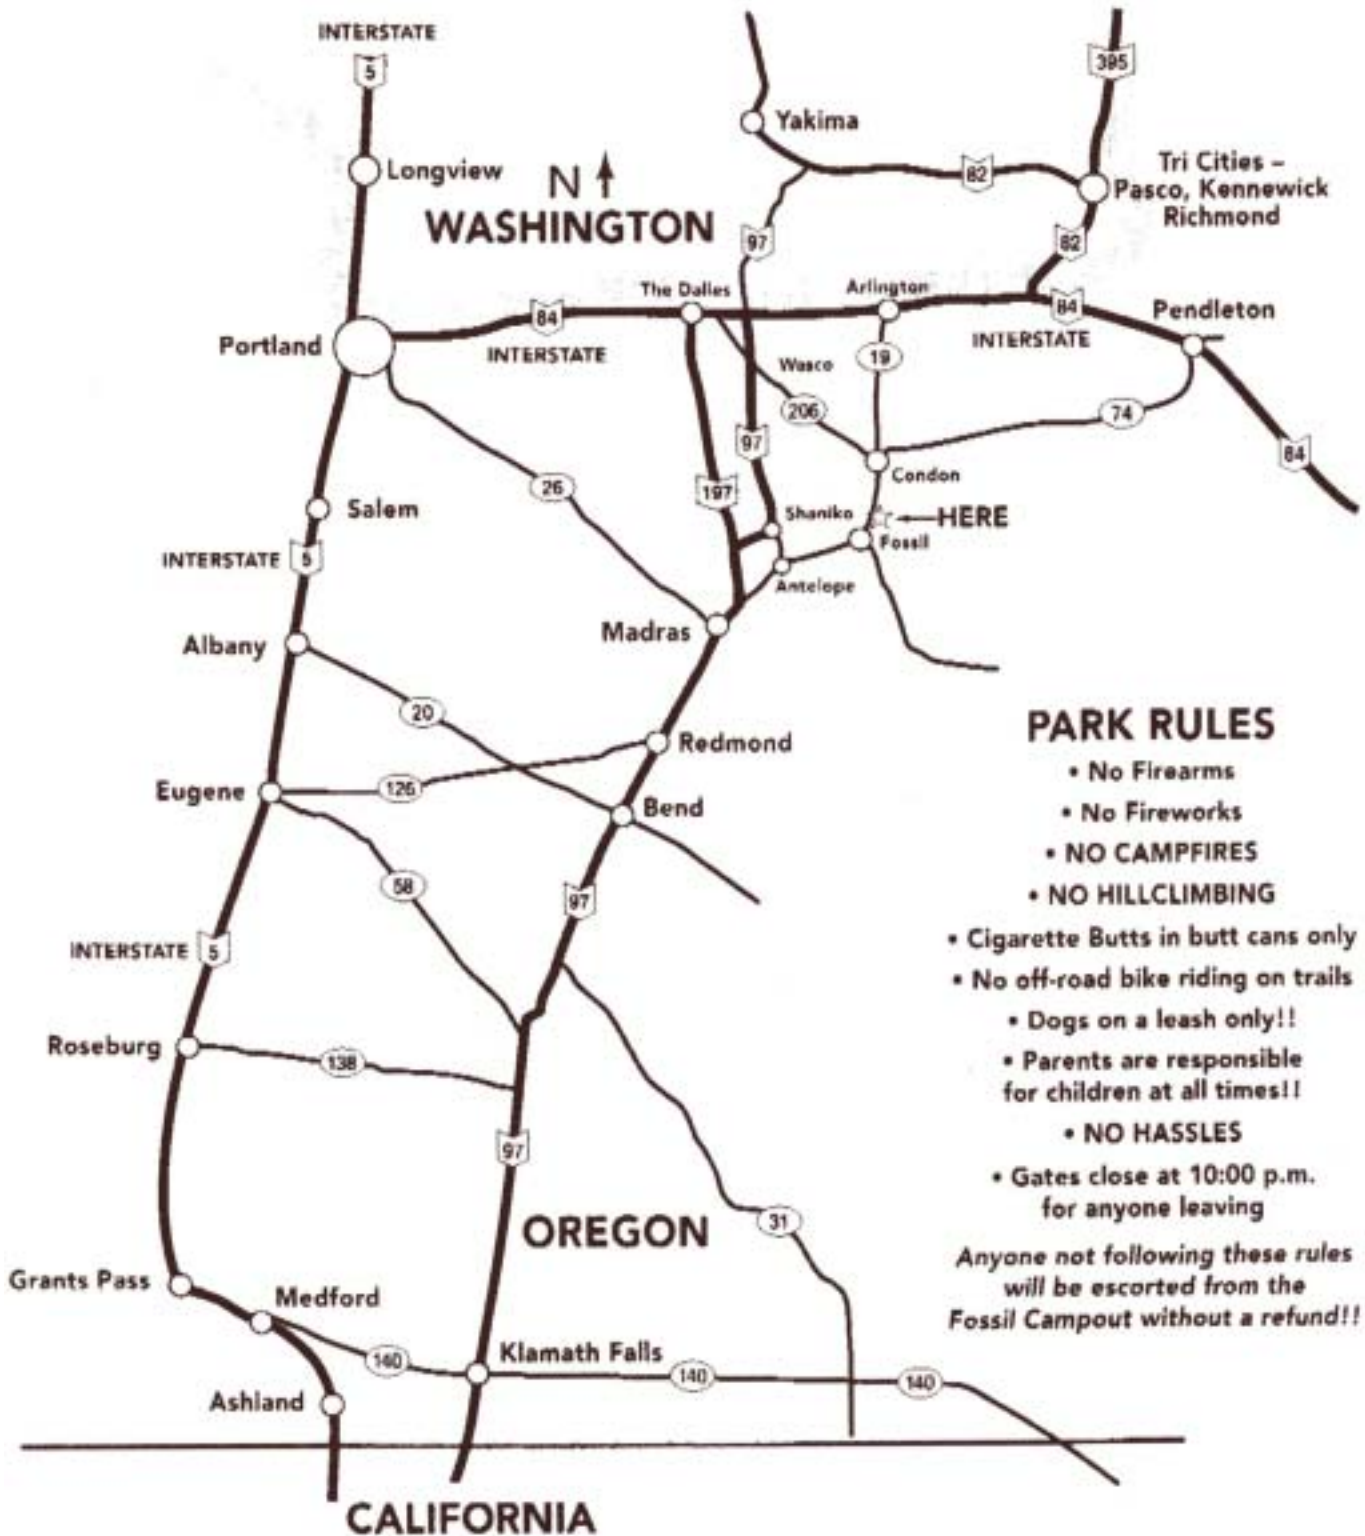 INTERSTATE
5
395
Yakima
Longview
N
82
Tri Cities –
Pasco, Kennewick
Richmond
WASHINGTON
97
82
The Dalles
Arlington
84
84
Pendleton
Portland
INTERSTATE
INTERSTATE
Wasco
19
206
74
97
84
Condon
26
197
Salem
Shaniko
HERE
Fossil
INTERSTATE
5
Antelope
Madras
Albany
20
Redmond
Eugene
126
Bend
58
97
INTERSTATE
5
Roseburg
138
97
OREGON
31
Grants Pass
Medford
140
Klamath Falls
140
140
Ashland
CALIFORNIA
PARK RULES
• No Firearms
• No Fireworks
• NO CAMPFIRES
• NO HILLCLIMBING
• Cigarette Butts in butt cans only
• No off-road bike riding on trails
• Dogs on a leash only!!
• Parents are responsible
for children at all times!!
• NO HASSLES
• Gates close at 10:00 p.m.
for anyone leaving
Anyone not following these rules
will be escorted from the
Fossil Campout without a refund!!